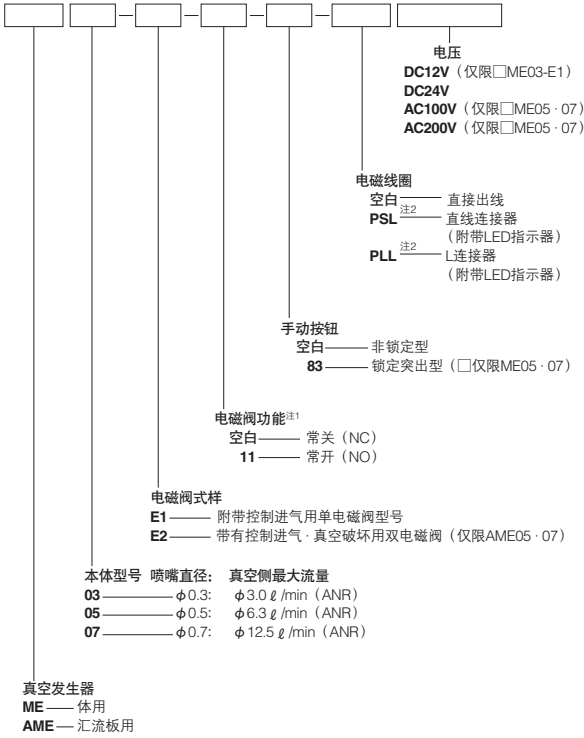 电压
DC12V（仅限□ME03-E1）
DC24V
AC100V（仅限□ME05 · 07）
AC200V（仅限□ME05 · 07）
电磁线圈
空白 直接出线
PSL 注2 直线连接器
（附带LED指示器）
PLL 注2 L连接器
（附带LED指示器）
手动按钮
空白 非锁定型
83 锁定突出型（□仅限ME05 · 07）
电磁阀功能注1
空白 常关（NC）
11 常开（NO）
电磁阀式样
E1 附带控制进气用单电磁阀型号
E2 带有控制进气 · 真空破坏用双电磁阀（仅限AME05 · 07）
本体型号 喷嘴直径: 真空侧最大流量
03 ϕ0.3: ϕ3.0 ℓ /min（ANR）
05 ϕ0.5: ϕ6.3 ℓ /min（ANR）
07 ϕ0.7: ϕ12.5 ℓ /min（ANR）
真空发生器
ME 体用
AME 汇流板用